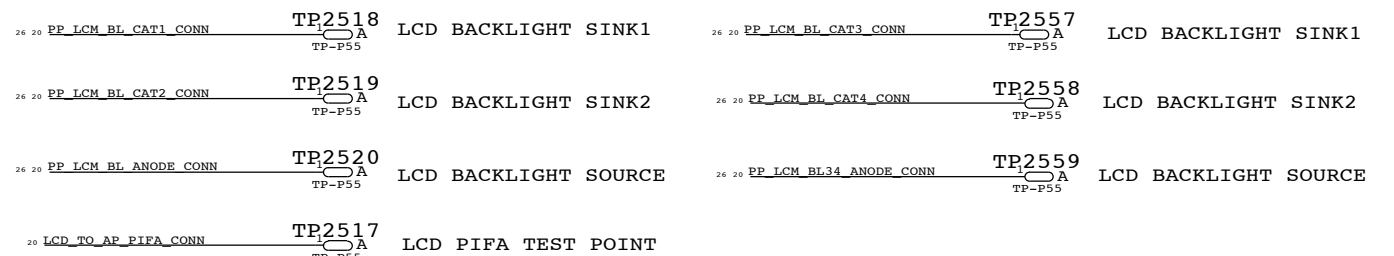 TP2518
26 20 PP_LCM_BL_CAT1_CONN 1 A LCD BACKLIGHT SINK1
TP-P55
TP2519
26 20 PP_LCM_BL_CAT2_CONN 1 A LCD BACKLIGHT SINK2
TP-P55
TP2520
26 20 PP_LCM_BL_ANODE_CONN 1 A LCD BACKLIGHT SOURCE
TP-P55
TP2517
20 LCD_TO_AP_PIFA_CONN 1 A LCD PIFA TEST POINT
TP-P55
TP2557
26 20 PP_LCM_BL_CAT3_CONN 1 A LCD BACKLIGHT SINK1
TP-P55
TP2558
26 20 PP_LCM_BL_CAT4_CONN 1 A LCD BACKLIGHT SINK2
TP-P55
TP2559
26 20 PP_LCM_BL34_ANODE_CONN 1 A LCD BACKLIGHT SOURCE
TP-P55